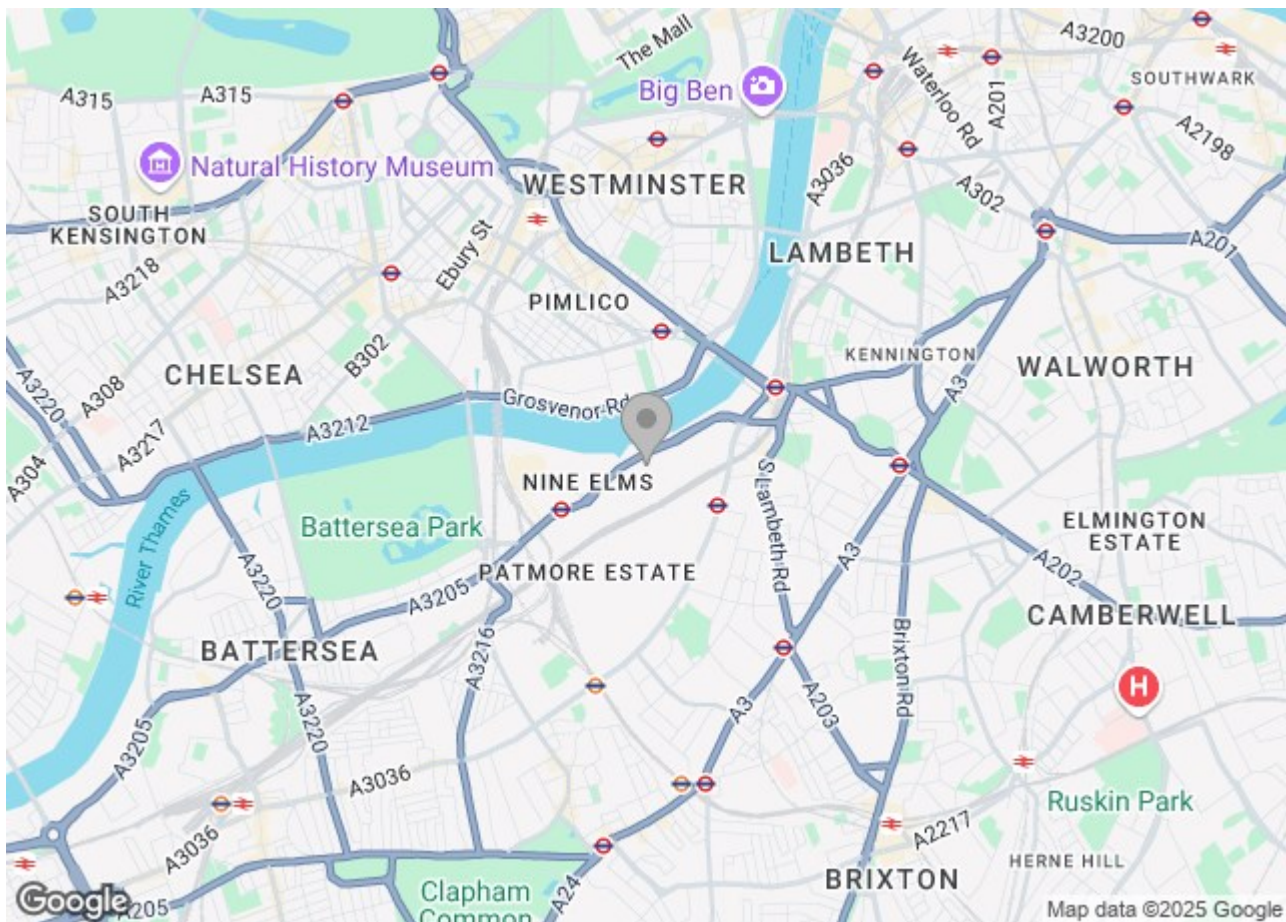 A3200
The Mall
Waterloo Rd
A201
SOUTHWARK
A315
A315
Big Ben
A2198
Natural History Museum
A3036
WESTMINSTER
A302
SOUTH
KENSINGTON
Ebury St
LAMBETH
A201
A3218
PIMLICO
B302
KENNINGTON
CHELSEA
WALWORTH
A3220
A308
A3
Grosvenor Rd
A3217
A3212
A304
NINE ELMS
S Lambeth Rd
River Thames
Battersea Park
ELMINGTON
ESTATE
A3220
A3
A202
PATMORE ESTATE
A3205
CAMBERWELL
BATTERSEA
A3216
Brixton Rd
H
A3205
A3220
A3
A203
A3036
Ruskin Park
A3036
A2217
HERNE HILL
Clapham
Common
A24
BRIXTON
Google
A205
Map data ©2025 Google